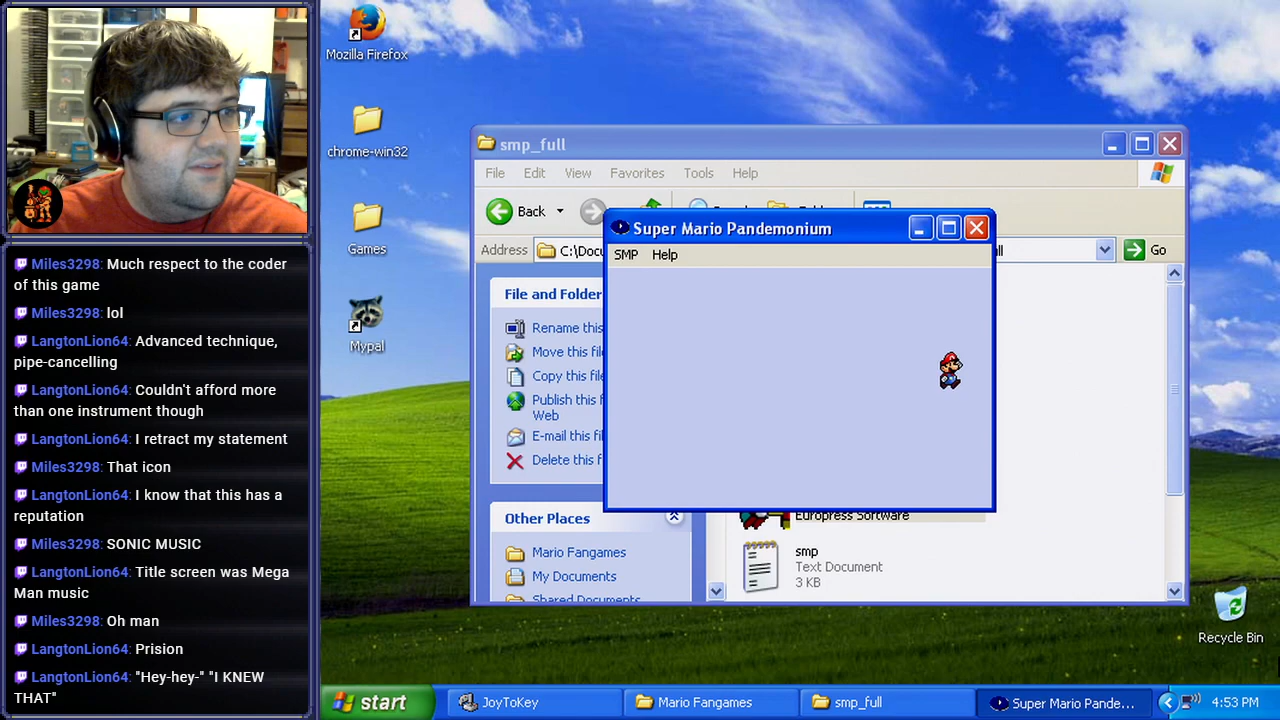 Miles3298: Much respect to the coder
of this game
Miles3298: lol
LangtonLion64: Advanced technique,
pipe-cancelling
LangtonLion64: Couldn't afford more
than one instrument though
LangtonLion64: I retract my statement
Miles3298: That icon
LangtonLion64: I know that this has a
reputation
Miles3298: SONIC MUSIC
LangtonLion64: Title screen was Mega
Man music
Miles3298: Oh man
LangtonLion64: Prision
LangtonLion64: "Hey-hey-" "I KNEW
THAT"
Mozilla Firefox
chrome-win32
Games
Mypal
smp_full
File Edit View Favorites Tools Help
Back
Address C:\Docu
Go
Super Mario Pandemonium
SMP Help
File and Folder
Rename this
Move this file
Copy this file
Publish this f
Web
E-mail this fil
Delete this f
Other Places
Mario Fangames
My Documents
Shared Documents
Europress Software
smp
Text Document
3 KB
Recycle Bin
start
JoyToKey
Mario Fangames
smp_full
Super Mario Pande...
4:53 PM